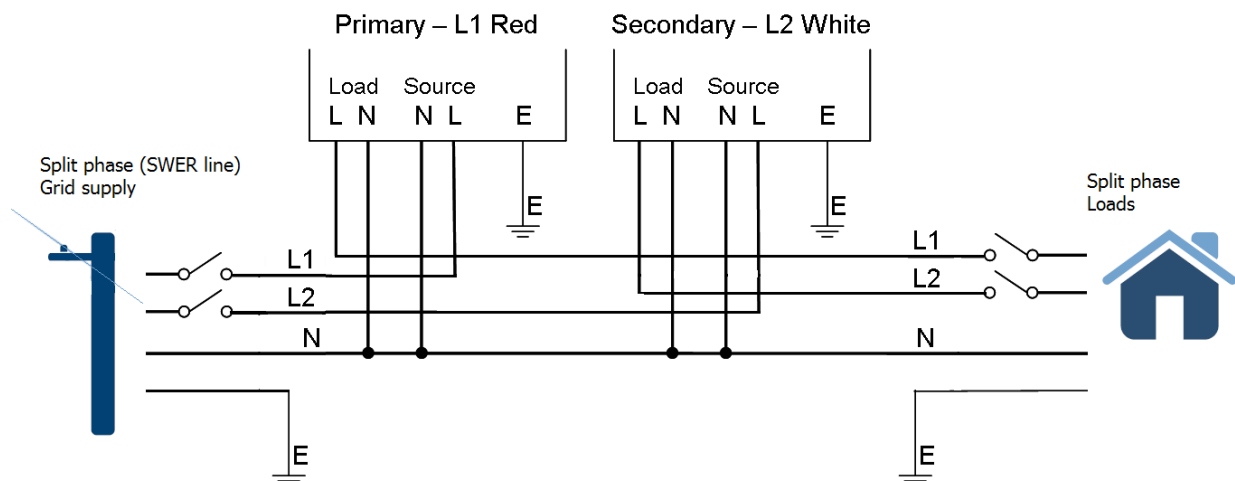 Primary – L1 Red
Secondary – L2 White
Load Source
L N N L E
Load Source
L N N L E
Split phase (SWER line)
Grid supply
Split phase
Loads
E
E
L1
L1
L2
L2
N
N
E
E